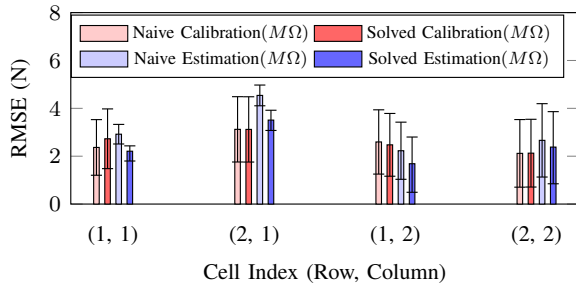 8
6
4
2
0
RMSE (N)
Naive Calibration(MΩ) Solved Calibration(MΩ)
Naive Estimation(MΩ) Solved Estimation(MΩ)
(1, 1) (2, 1) (1, 2) (2, 2)
Cell Index (Row, Column)